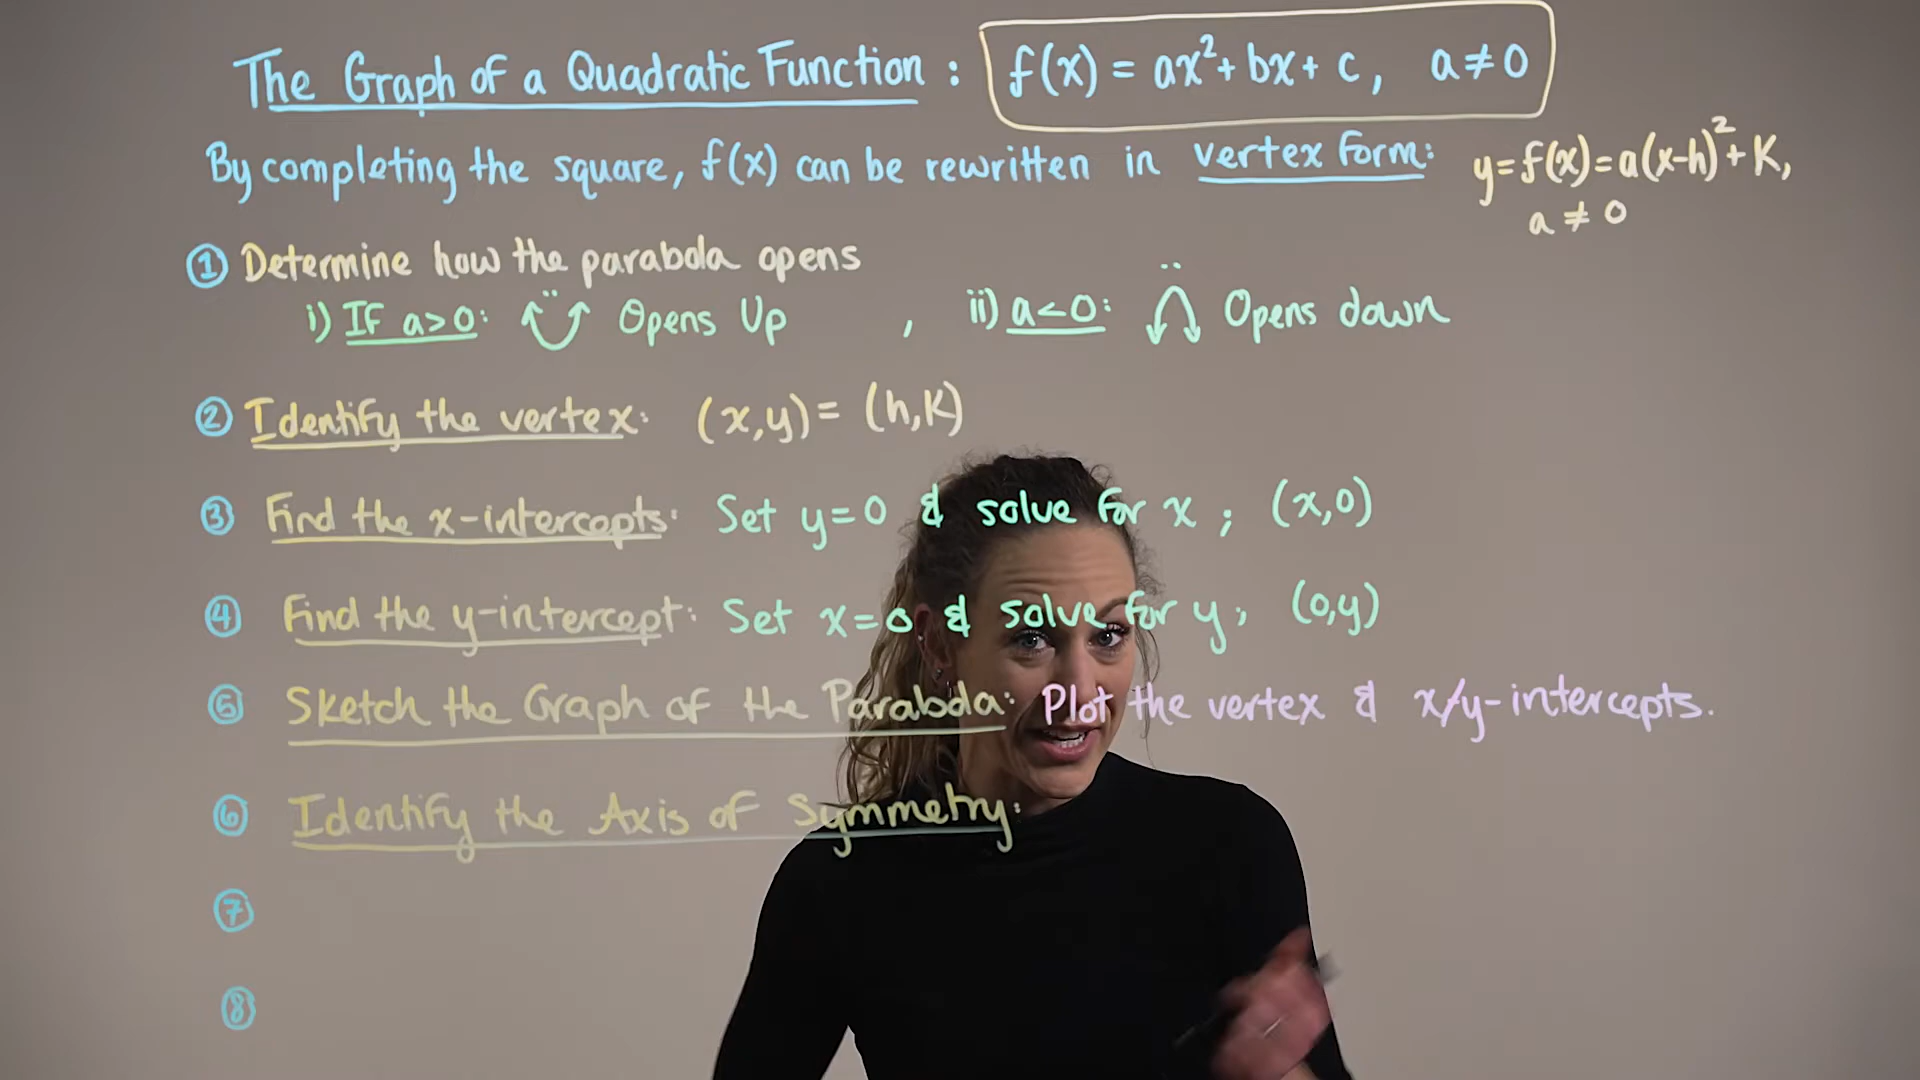 The Graph of a Quadratic Function: f(x) = ax²+ bx + c, a ≠ 0
By completing the square, f(x) can be rewritten in vertex form: y = f(x) = a(x-h)² + K,
a ≠ 0
① Determine how the parabola opens
i) If a>0: Opens Up , ii) a<0: Opens down
② Identify the vertex: (x,y) = (h,K)
③ Find the x-intercepts: Set y=0 & solve for x ; (x,0)
④ Find the y-intercept: Set x=0 & solve for y; (0,y)
⑤ Sketch the Graph of the Parabola: Plot the vertex & x/y-intercepts.
⑥ Identify the Axis of Symmetry:
⑦
⑧